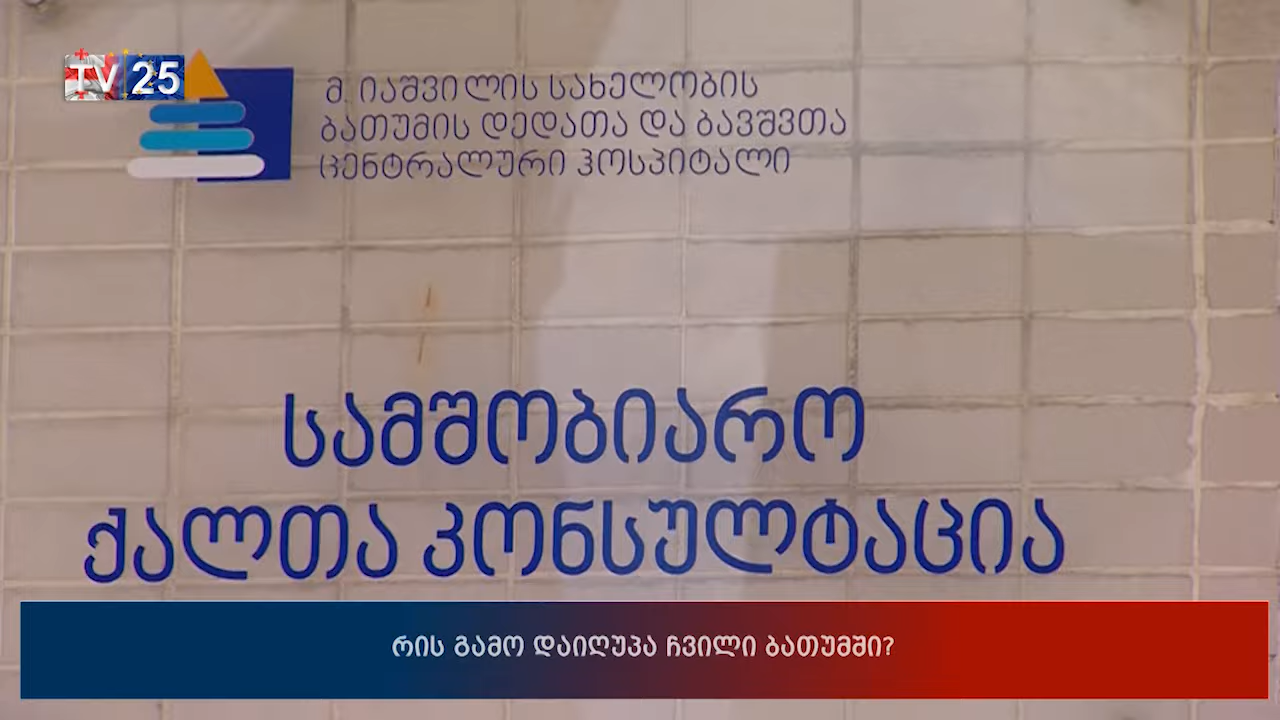 TV 25
მ. იაშვილის სახელობის
ბათუმის დედათა და ბავშვთა
ცენტრალური ჰოსპიტალი
სამშობიარო
ქალთა კონსულტაცია
რის გამო დაიღუპა ჩვილი ბათუმში?